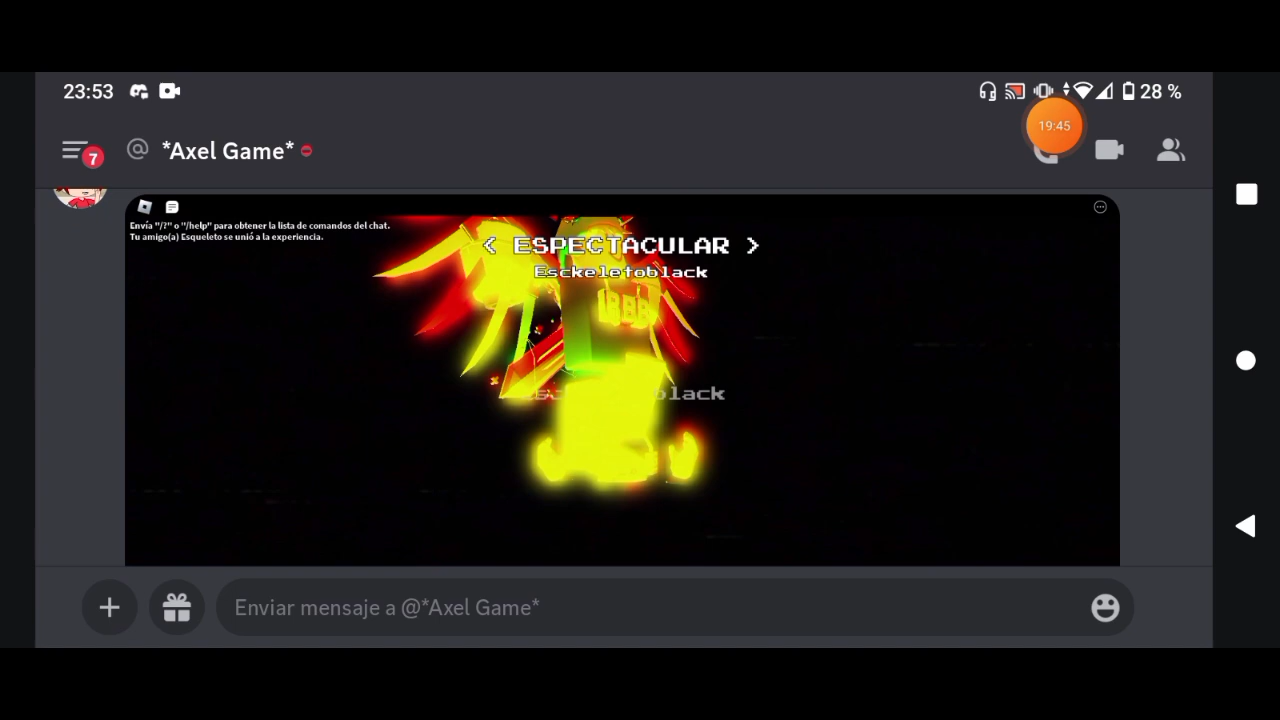 23:53
28 %
19:45
7
*Axel Game*
Envía "/?" o "/help" para obtener la lista de comandos del chat.
Tu amigo(a) Esqueleto se unió a la experiencia.
< ESPECTACULAR >
Esckeletoblack
black
Enviar mensaje a @*Axel Game*